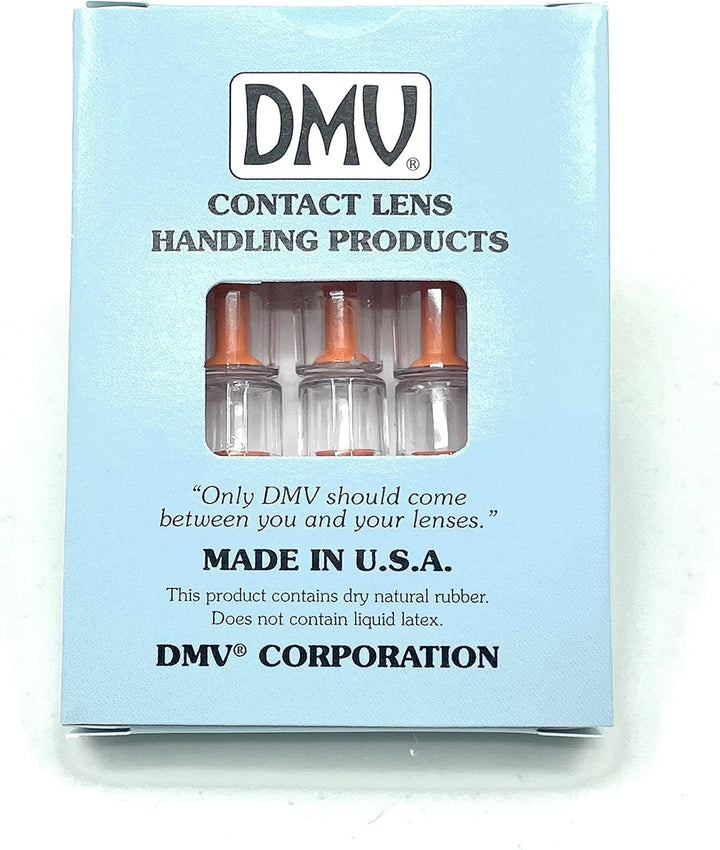 DMV®
CONTACT LENS
HANDLING PRODUCTS
“Only DMV should come
between you and your lenses.”
MADE IN U.S.A.
This product contains dry natural rubber.
Does not contain liquid latex.
DMV® CORPORATION